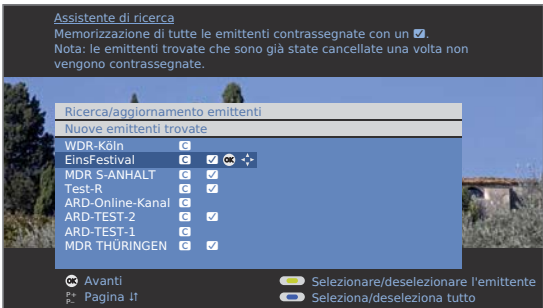 Assistente di ricerca
Memorizzazione di tutte le emittenti contrassegnate con un ☑.
Nota: le emittenti trovate che sono già state cancellate una volta non
vengono contrassegnate.
Ricerca/aggiornamento emittenti
Nuove emittenti trovate
WDR-Köln C
EinsFestival C ☑ OK
MDR S-ANHALT C ☑
Test-R C ☑
ARD-Online-Kanal C
ARD-TEST-2 C ☑
ARD-TEST-1 C
MDR THÜRINGEN C ☑
OK Avanti
Selezionare/deselezionare l'emittente
P+ P– Pagina ↓↑
Seleziona/deseleziona tutto